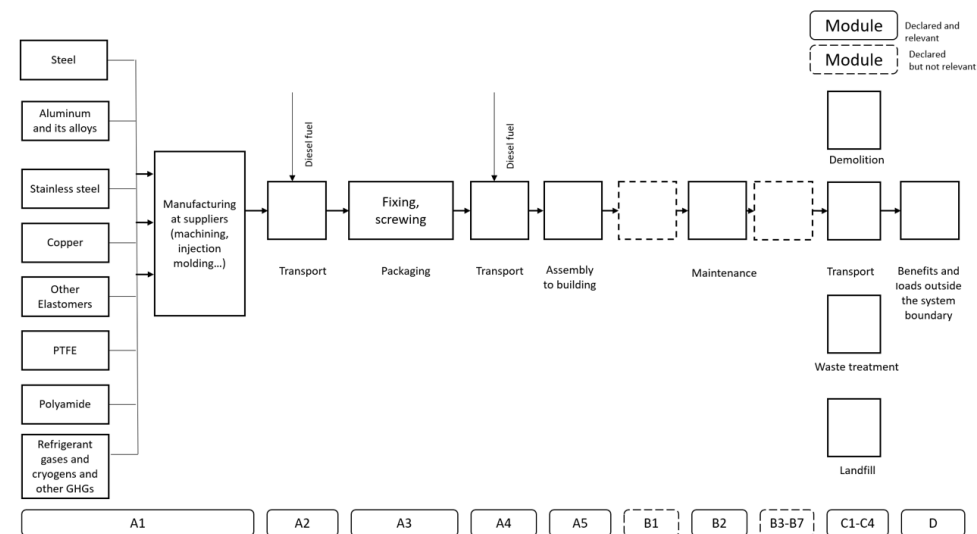 Module
Declared and
relevant
Module
Declared
but not relevant
Steel
Aluminum
and its alloys
Stainless steel
Copper
Other
Elastomers
PTFE
Polyamide
Refrigerant
gases and
cryogens and
other GHGs
Manufacturing
at suppliers
(machining,
injection
molding...)
Diesel fuel
Transport
Fixing,
screwing
Packaging
Diesel fuel
Transport
Assembly
to building
Maintenance
Demolition
Transport
Waste treatment
Landfill
Benefits and
loads outside
the system
boundary
A1
A2
A3
A4
A5
B1
B2
B3-B7
C1-C4
D